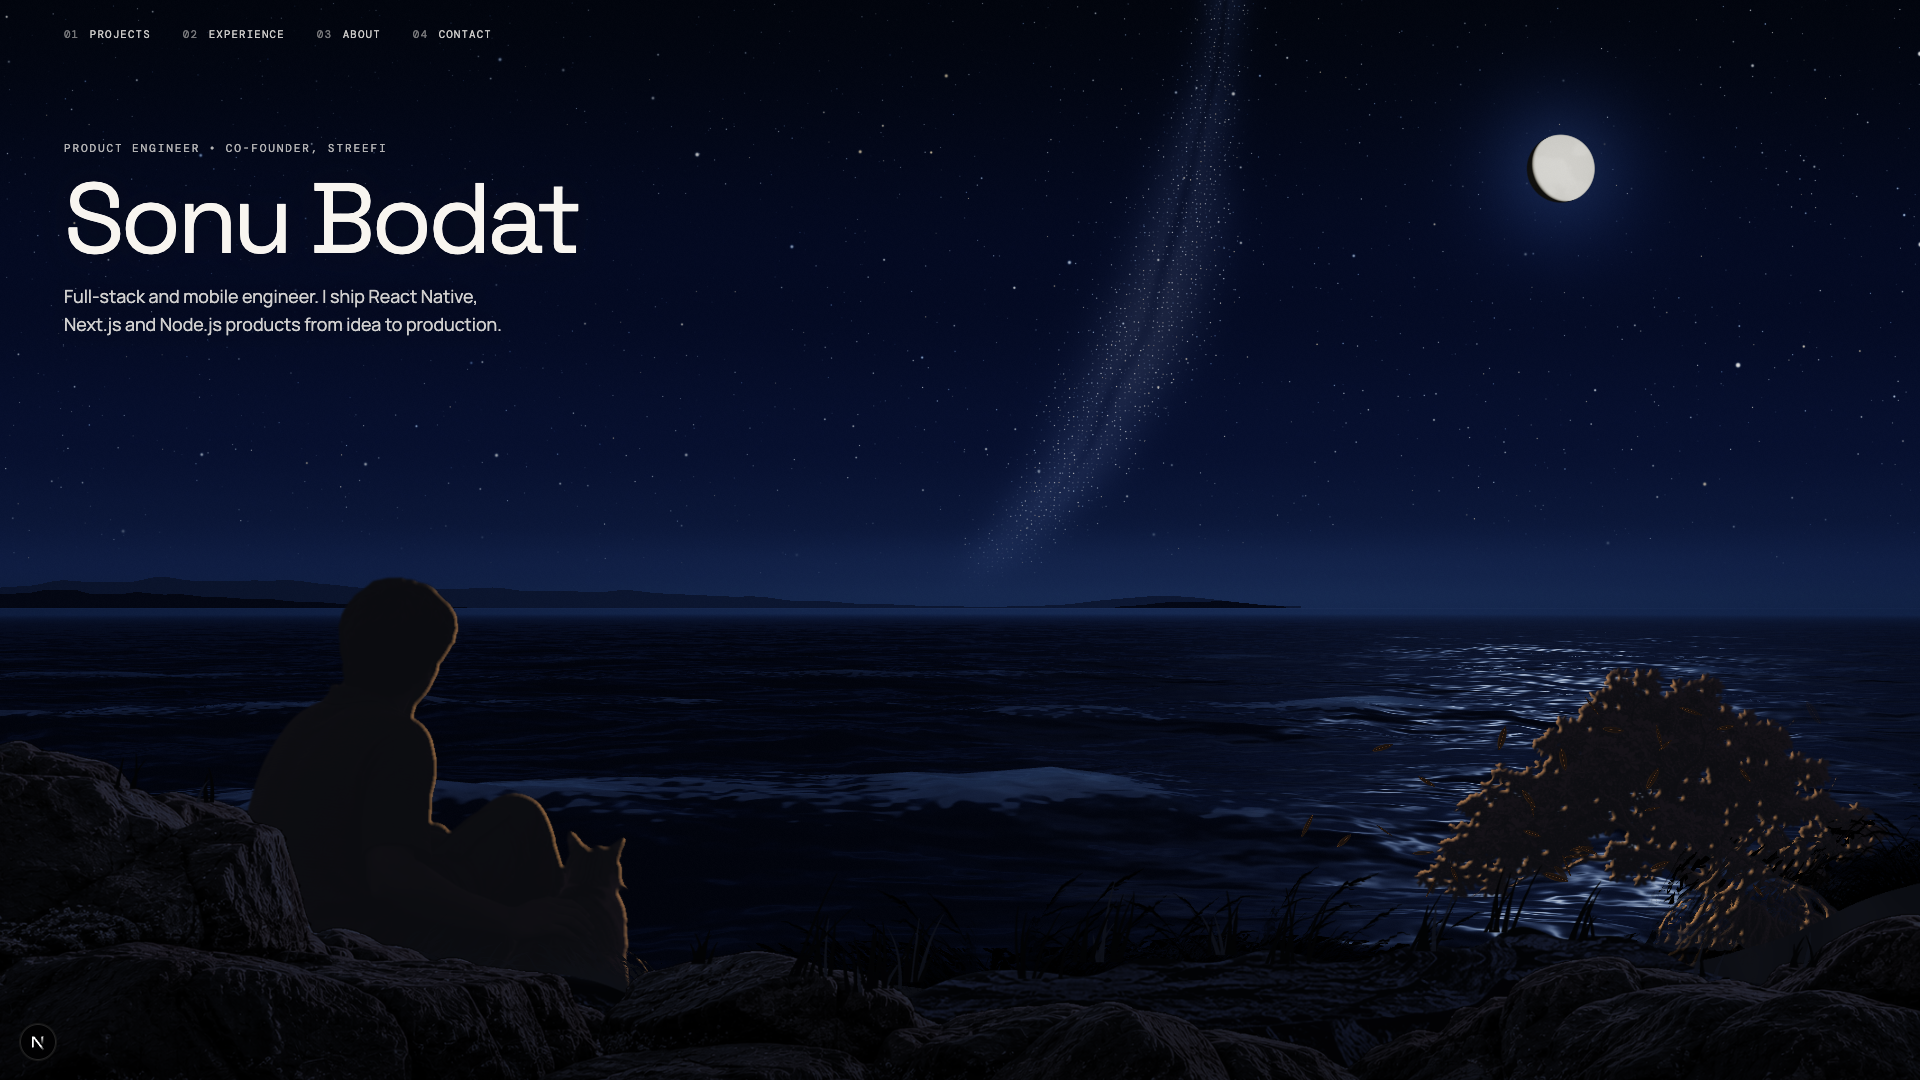 01 PROJECTS 02 EXPERIENCE 03 ABOUT 04 CONTACT
PRODUCT ENGINEER • CO-FOUNDER, STREEFI
Sonu Bodat
Full-stack and mobile engineer. I ship React Native,
Next.js and Node.js products from idea to production.
N